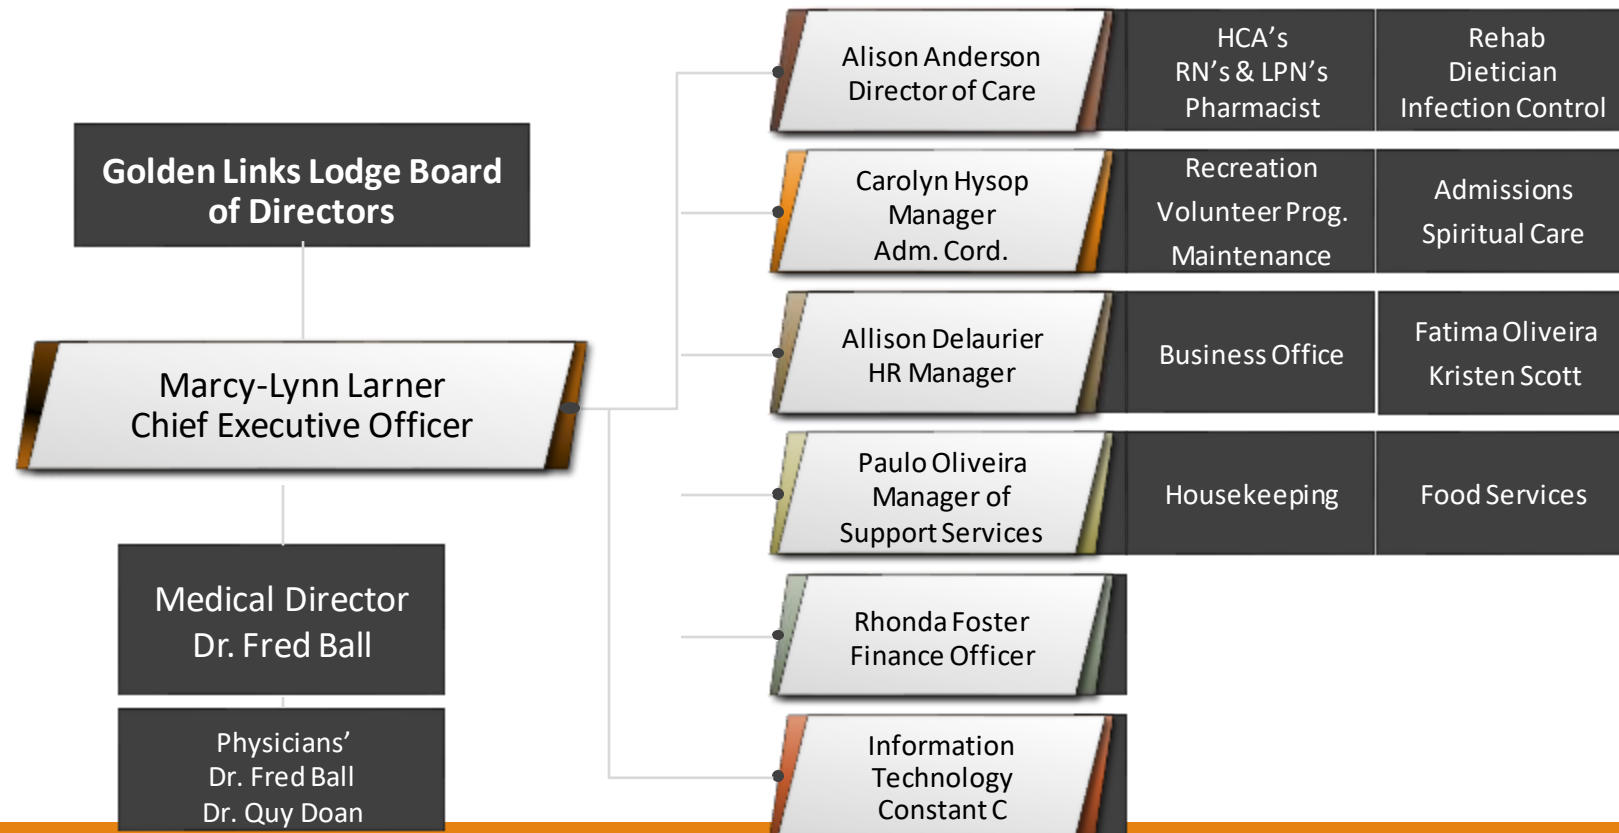 Golden Links Lodge Board
of Directors
Marcy-Lynn Larner
Chief Executive Officer
Medical Director
Dr. Fred Ball
Physicians’
Dr. Fred Ball
Dr. Quy Doan
Alison Anderson
Director of Care
HCA’s
RN’s & LPN’s
Pharmacist
Rehab
Dietician
Infection Control
Carolyn Hysop
Manager
Adm. Cord.
Recreation
Volunteer Prog.
Maintenance
Admissions
Spiritual Care
Allison Delaurier
HR Manager
Business Office
Fatima Oliveira
Kristen Scott
Paulo Oliveira
Manager of
Support Services
Housekeeping
Food Services
Rhonda Foster
Finance Officer
Information
Technology
Constant C